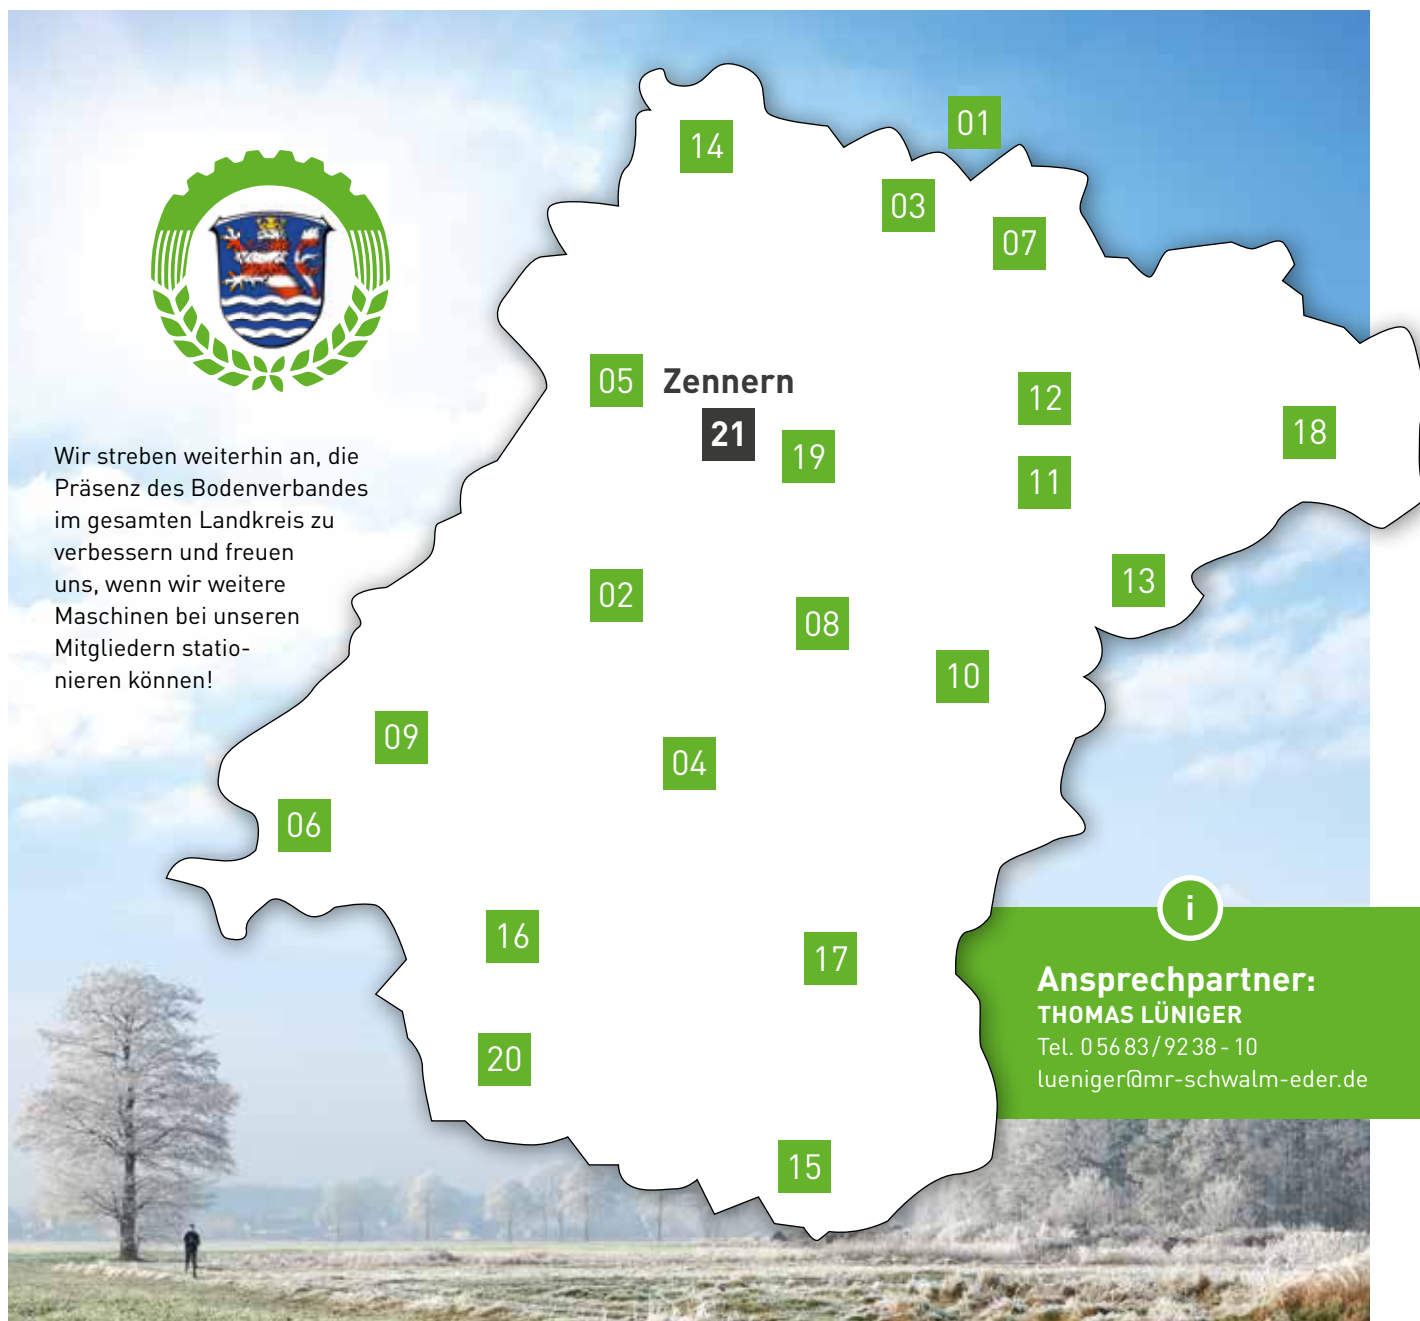 01
14
03
07
05
Zennern
21
19
12
11
18
Wir streben weiterhin an, die
Präsenz des Bodenverbandes
im gesamten Landkreis zu
verbessern und freuen
uns, wenn wir weitere
Maschinen bei unseren
Mitgliedern statio-
nieren können!
13
02
08
10
09
04
06
16
17
20
15
i
Ansprechpartner:
THOMAS LÜNIGER
Tel. 0 56 83 / 92 38 - 10
lueniger@mr-schwalm-eder.de